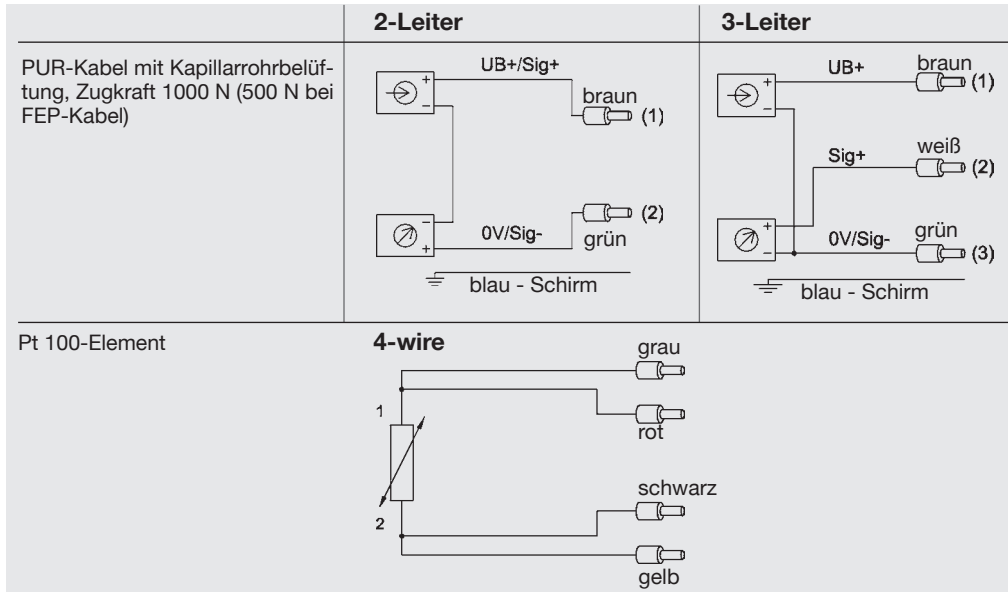 2-Leiter
3-Leiter
PUR-Kabel mit Kapillarrohrbelüf-
tung, Zugkraft 1000 N (500 N bei
FEP-Kabel)
UB+/Sig+
braun
(1)
+
−
−
+
(2)
0V/Sig-
grün
blau - Schirm
UB+
braun
(1)
+
−
Sig+
weiß
(2)
+
−
0V/Sig-
grün
(3)
blau - Schirm
Pt 100-Element
4-wire
grau
1
rot
schwarz
2
gelb